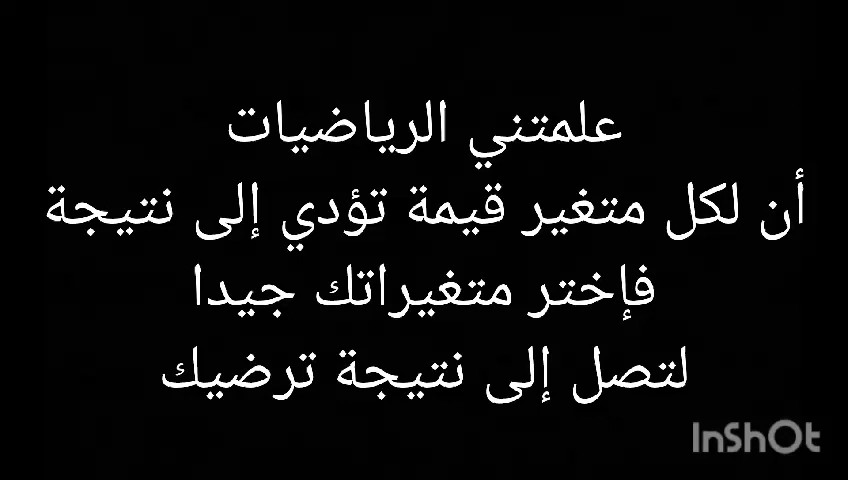 علمتني الرياضيات
أن لكل متغير قيمة تؤدي إلى نتيجة
فإختر متغيراتك جيدا
لتصل إلى نتيجة ترضيك
InShOt